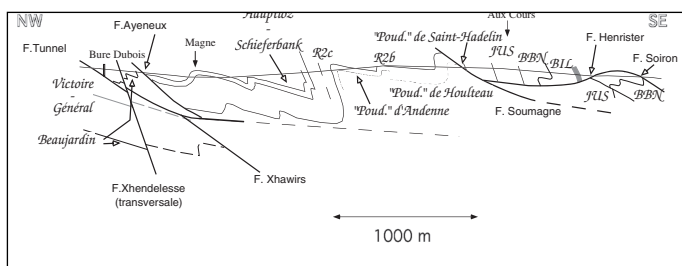 NW
SE
F.Tunnel
F.Ayeneux
Bure Dubois
Magne
Hauptflöz -
Schieferbank
R2c
R2b
"Poud." de Saint-Hadelin
Aux Cours
JUS
BBN
BIL
F. Henrister
F. Soiron
Victoire -
Général
"Poud." de Houlteau
"Poud." d'Andenne
F. Soumagne
JUS
BBN
Beaujardin
F. Xhawirs
F.Xhendelesse
(transversale)
1000 m